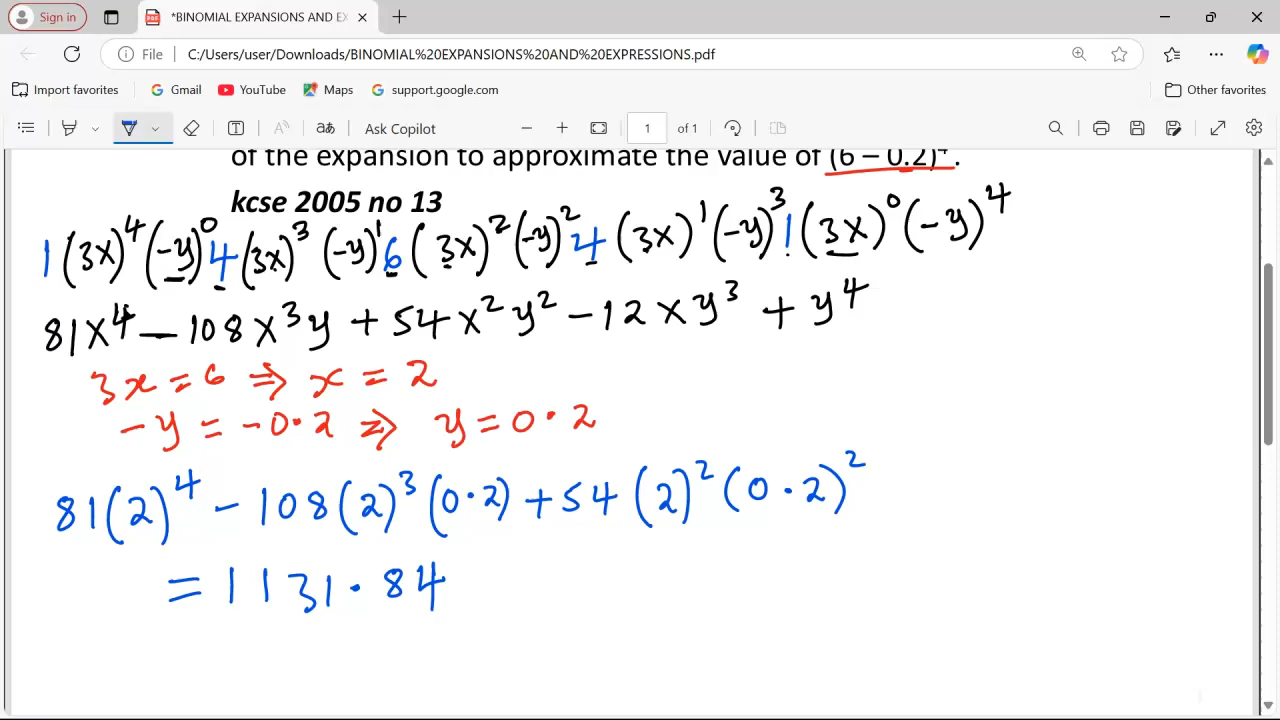 Sign in
*BINOMIAL EXPANSIONS AND EX
File C:/Users/user/Downloads/BINOMIAL%20EXPANSIONS%20AND%20EXPRESSIONS.pdf
Import favorites Gmail YouTube Maps support.google.com Other favorites
Ask Copilot 1 of 1
of the expansion to approximate the value of (6 – 0.2)⁴.
kcse 2005 no 13
1(3x)⁴(-y)⁰ 4(3x)³(-y)¹ 6(3x)²(-y)² 4(3x)¹(-y)³ 1(3x)⁰(-y)⁴
81x⁴ – 108x³y + 54x²y² – 12xy³ + y⁴
3x = 6 ⇒ x = 2
-y = -0.2 ⇒ y = 0.2
81(2)⁴ – 108(2)³(0.2) + 54(2)²(0.2)²
= 1131.84